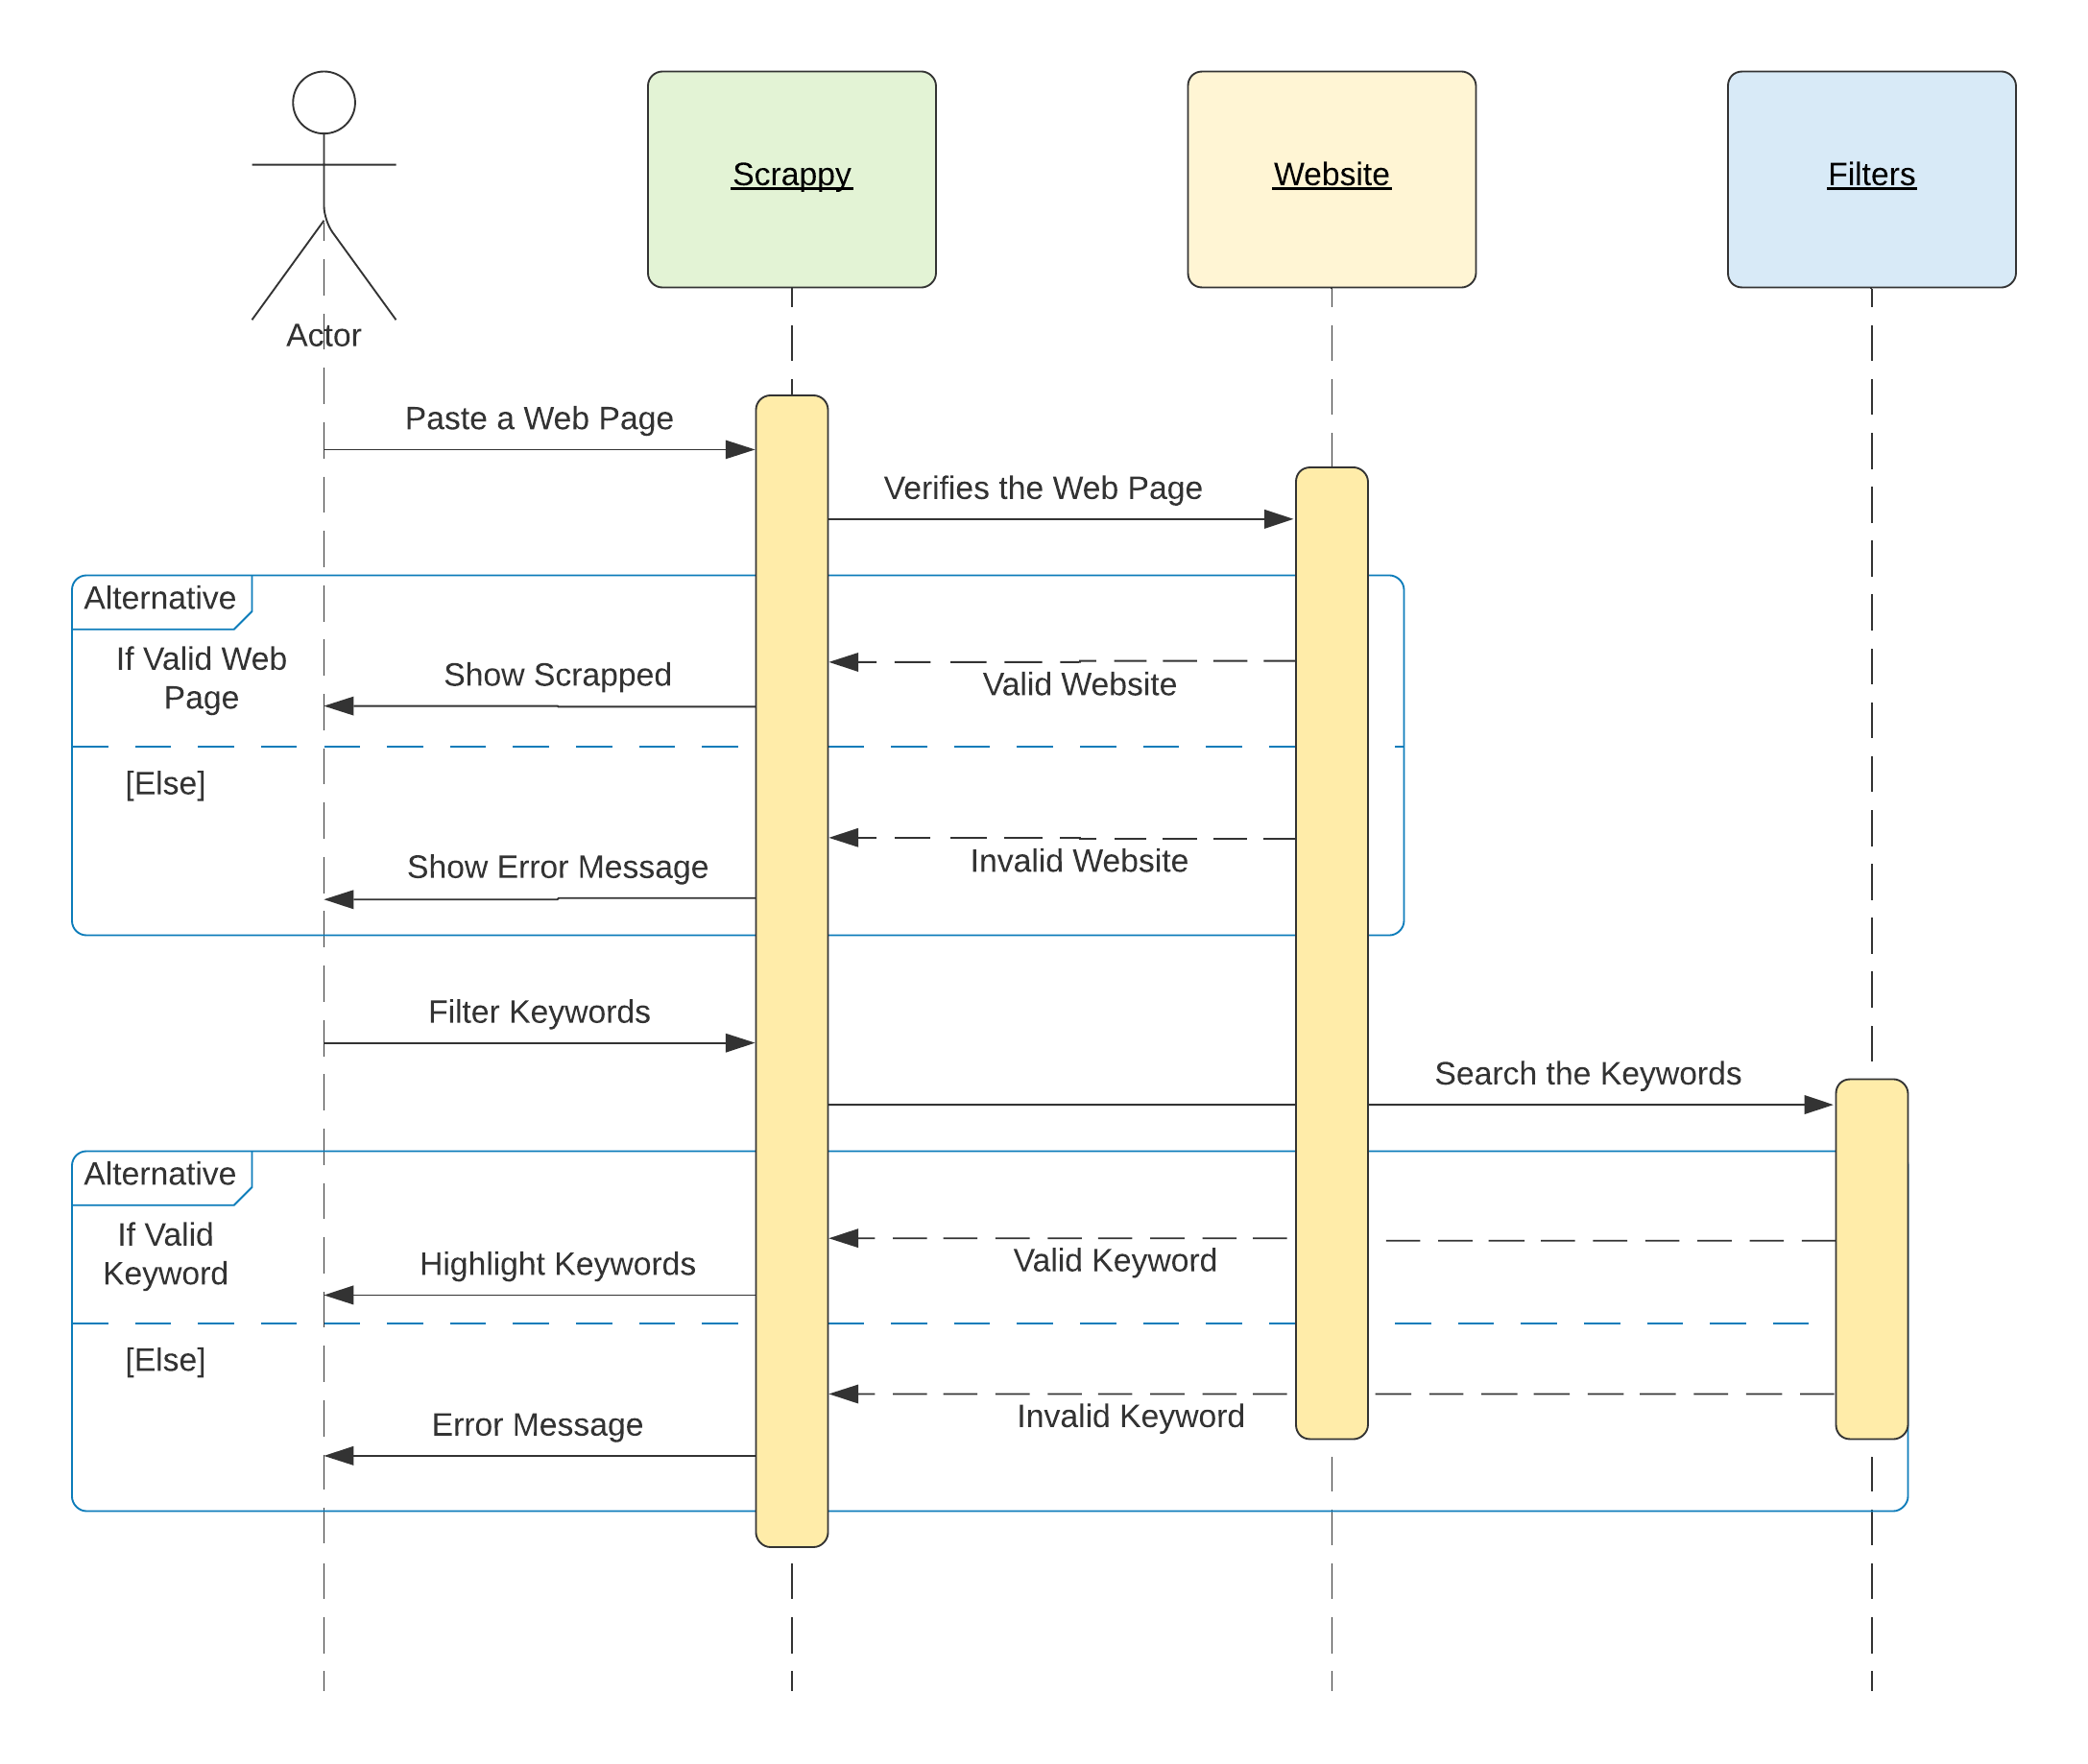 Scrappy
Website
Filters
Actor
Paste a Web Page
Verifies the Web Page
Alternative
If Valid Web
Page
Show Scrapped
Valid Website
[Else]
Invalid Website
Show Error Message
Filter Keywords
Search the Keywords
Alternative
If Valid
Keyword
Highlight Keywords
Valid Keyword
[Else]
Invalid Keyword
Error Message